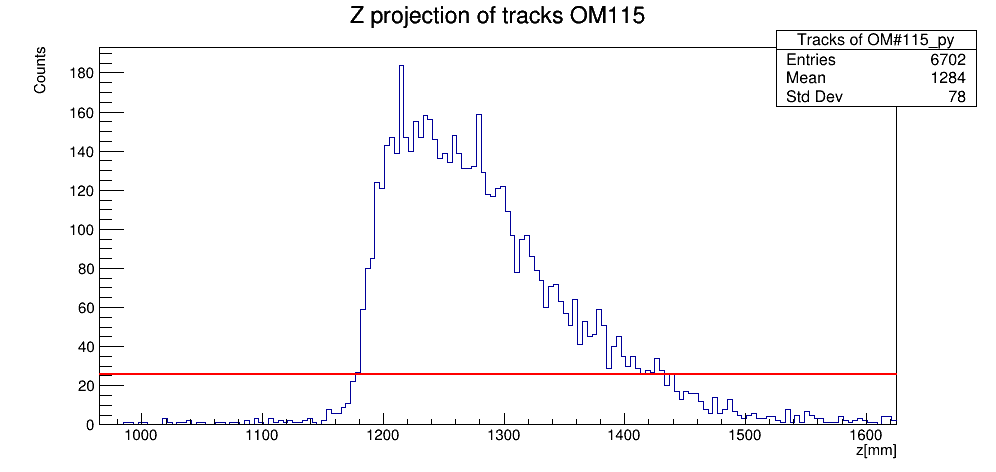 Z projection of tracks OM115
Tracks of OM#115_py
Entries 6702
Mean 1284
Std Dev 78
Counts
180
160
140
120
100
80
60
40
20
0
1000 1100 1200 1300 1400 1500 1600
z[mm]